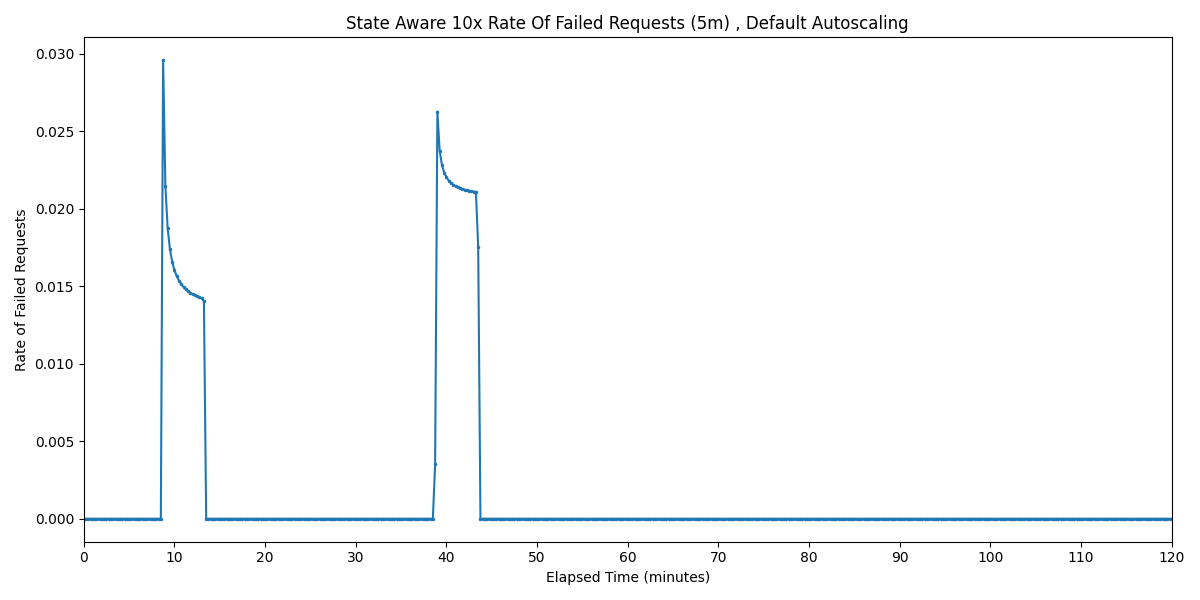 State Aware 10x Rate Of Failed Requests (5m) , Default Autoscaling
Rate of Failed Requests
0.030
0.025
0.020
0.015
0.010
0.005
0.000
0 10 20 30 40 50 60 70 80 90 100 110 120
Elapsed Time (minutes)